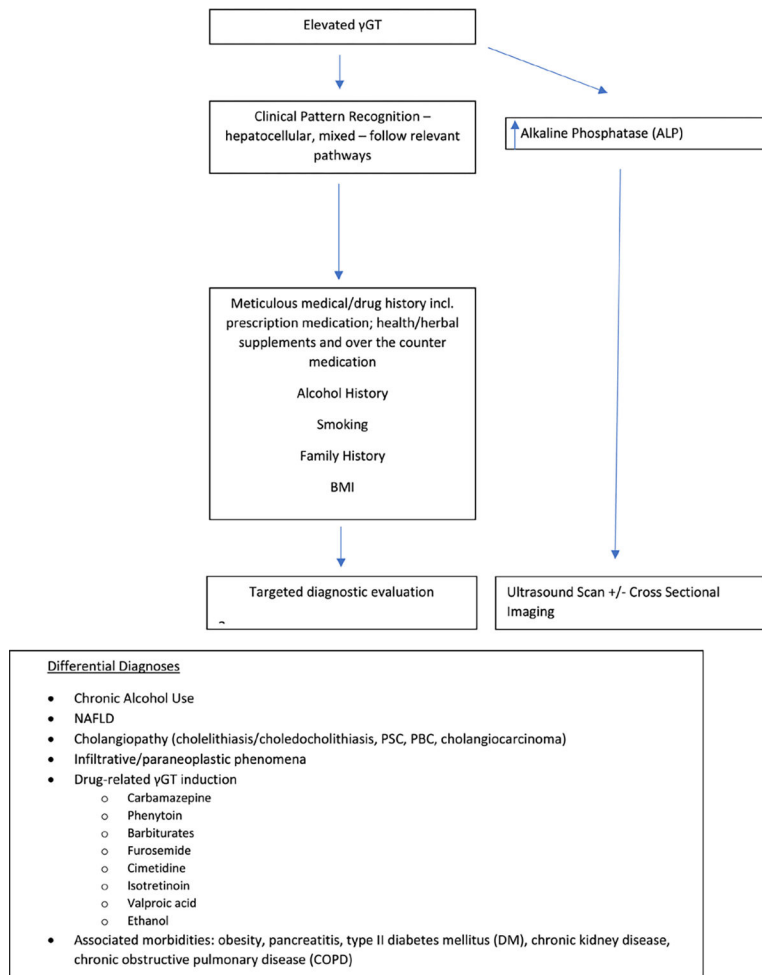 Elevated γGT
Clinical Pattern Recognition –
hepatocellular, mixed – follow relevant
pathways
Alkaline Phosphatase (ALP)
Meticulous medical/drug history incl.
prescription medication; health/herbal
supplements and over the counter
medication
Alcohol History
Smoking
Family History
BMI
Targeted diagnostic evaluation
Ultrasound Scan +/- Cross Sectional
Imaging
Differential Diagnoses
• Chronic Alcohol Use
• NAFLD
• Cholangiopathy (cholelithiasis/choledocholithiasis, PSC, PBC, cholangiocarcinoma)
• Infiltrative/paraneoplastic phenomena
• Drug-related γGT induction
o Carbamazepine
o Phenytoin
o Barbiturates
o Furosemide
o Cimetidine
o Isotretinoin
o Valproic acid
o Ethanol
• Associated morbidities: obesity, pancreatitis, type II diabetes mellitus (DM), chronic kidney disease,
chronic obstructive pulmonary disease (COPD)